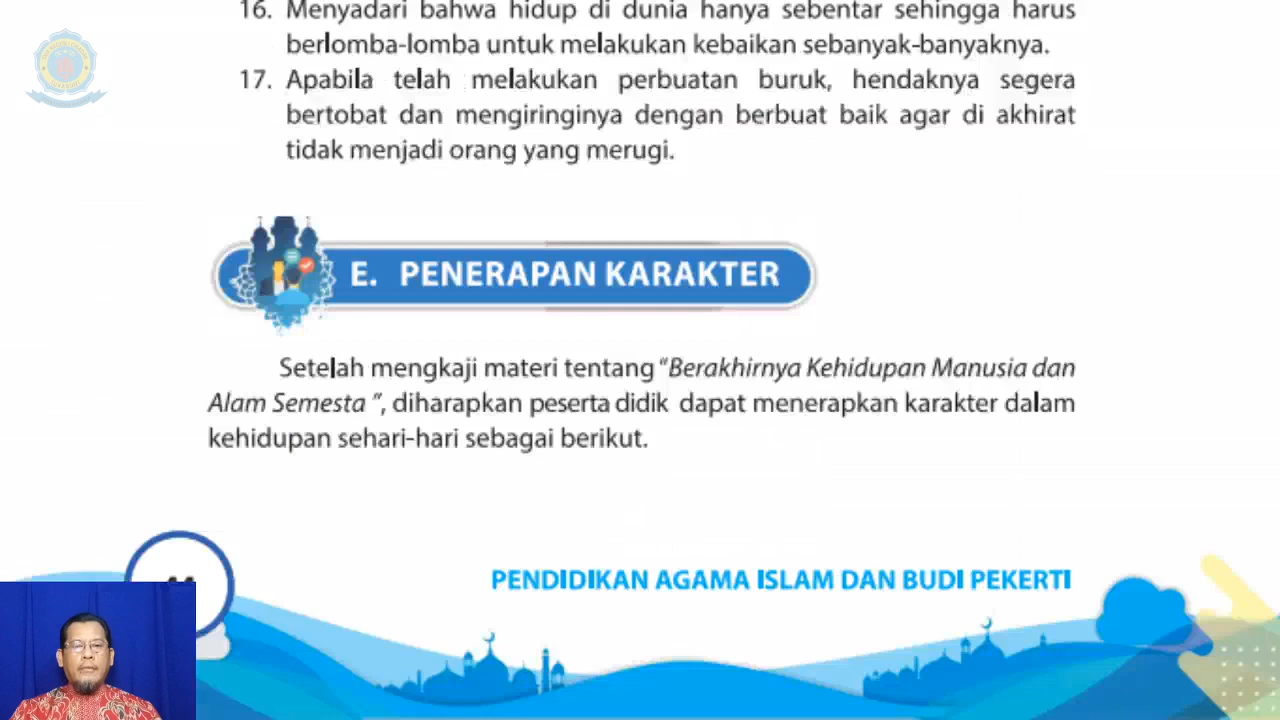 16. Menyadari bahwa hidup di dunia hanya sebentar sehingga harus
berlomba-lomba untuk melakukan kebaikan sebanyak-banyaknya.
17. Apabila telah melakukan perbuatan buruk, hendaknya segera
bertobat dan mengiringinya dengan berbuat baik agar di akhirat
tidak menjadi orang yang merugi.
E. PENERAPAN KARAKTER
Setelah mengkaji materi tentang "Berakhirnya Kehidupan Manusia dan
Alam Semesta ", diharapkan peserta didik dapat menerapkan karakter dalam
kehidupan sehari-hari sebagai berikut.
PENDIDIKAN AGAMA ISLAM DAN BUDI PEKERTI